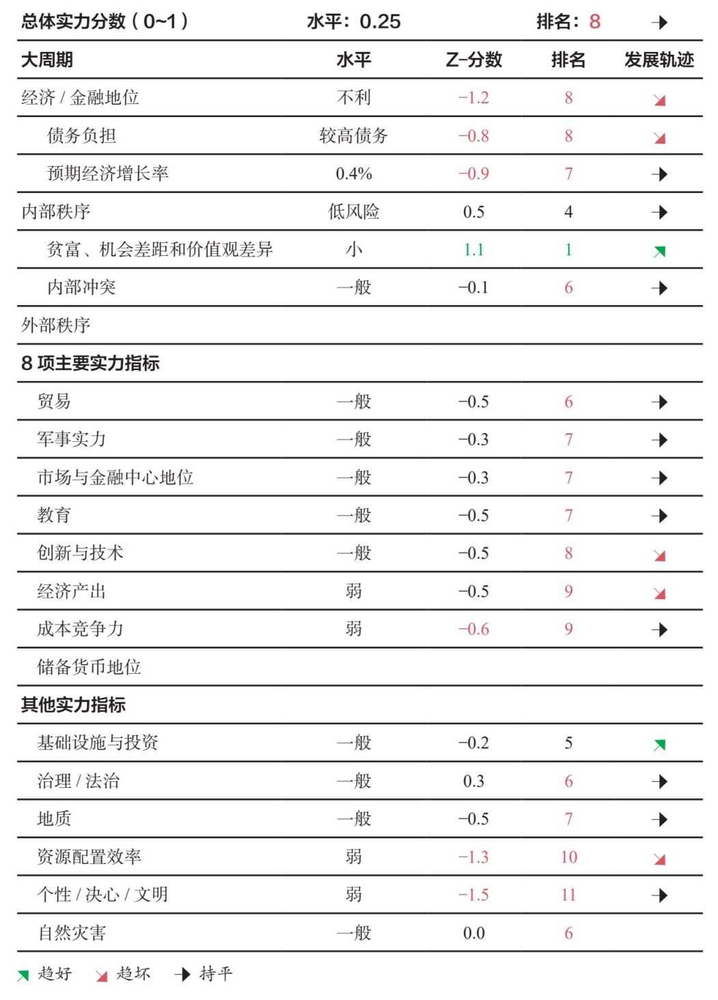 总体实力分数（0~1） 水平：0.25 排名：8
大周期 水平 Z-分数 排名 发展轨迹
经济 / 金融地位 不利 −1.2 8
债务负担 较高债务 −0.8 8
预期经济增长率 0.4% −0.9 7
内部秩序 低风险 0.5 4
贫富、机会差距和价值观差异 小 1.1 1
内部冲突 一般 −0.1 6
外部秩序
8 项主要实力指标
贸易 一般 −0.5 6
军事实力 一般 −0.3 7
市场与金融中心地位 一般 −0.3 7
教育 一般 −0.5 7
创新与技术 一般 −0.5 8
经济产出 弱 −0.5 9
成本竞争力 弱 −0.6 9
储备货币地位
其他实力指标
基础设施与投资 一般 −0.2 5
治理 / 法治 一般 0.3 6
地质 一般 −0.5 7
资源配置效率 弱 −1.3 10
个性 / 决心 / 文明 弱 −1.5 11
自然灾害 一般 0.0 6
趋好 趋坏 持平